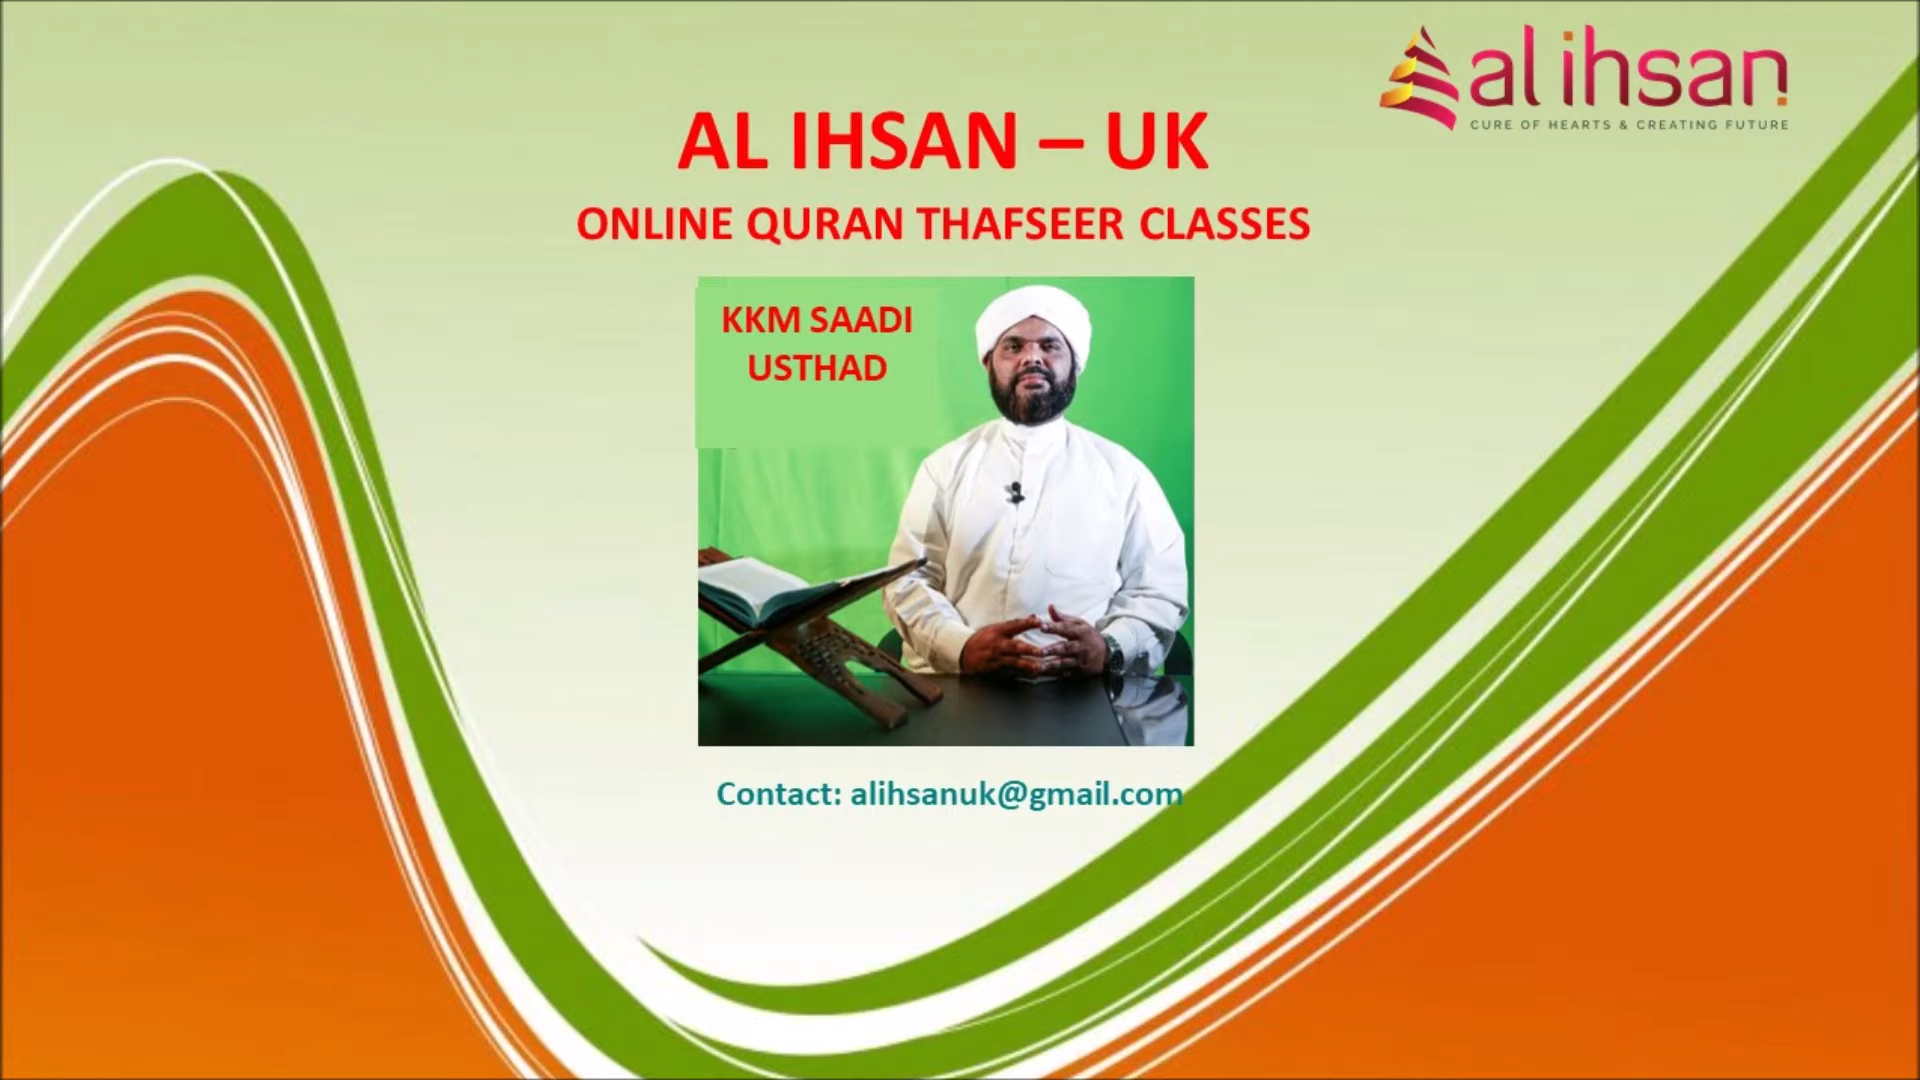 al ihsan
CURE OF HEARTS & CREATING FUTURE
AL IHSAN – UK
ONLINE QURAN THAFSEER CLASSES
KKM SAADI
USTHAD
Contact: alihsanuk@gmail.com